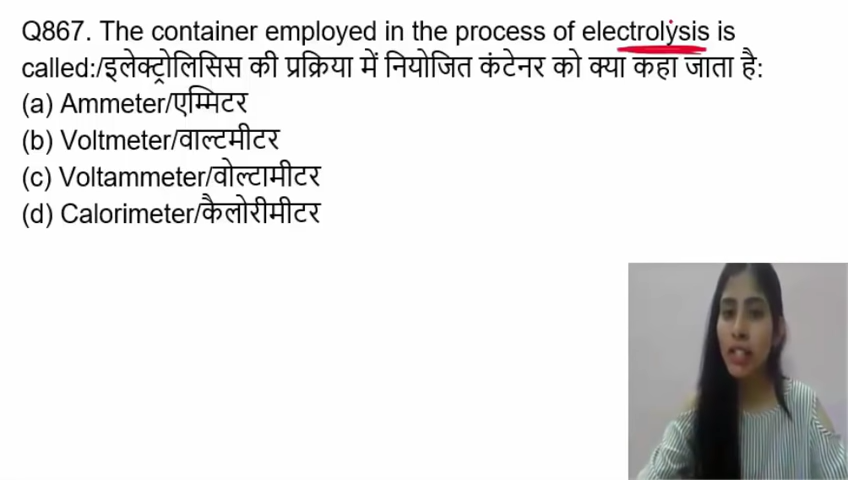 Q867. The container employed in the process of electrolysis is
called:/इलेक्ट्रोलिसिस की प्रक्रिया में नियोजित कंटेनर को क्या कहा जाता है:
(a) Ammeter/एम्मिटर
(b) Voltmeter/वाल्टमीटर
(c) Voltammeter/वोल्टामीटर
(d) Calorimeter/कैलोरीमीटर